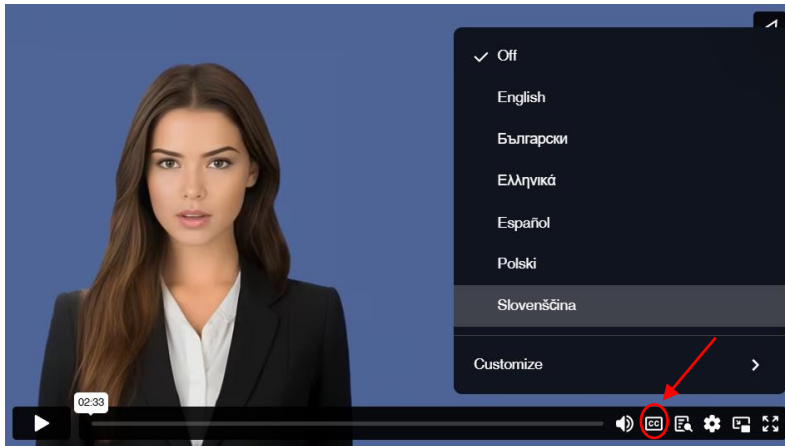 Off
English
Български
Ελληνικά
Español
Polski
Slovenščina
Customize
02:33
CC